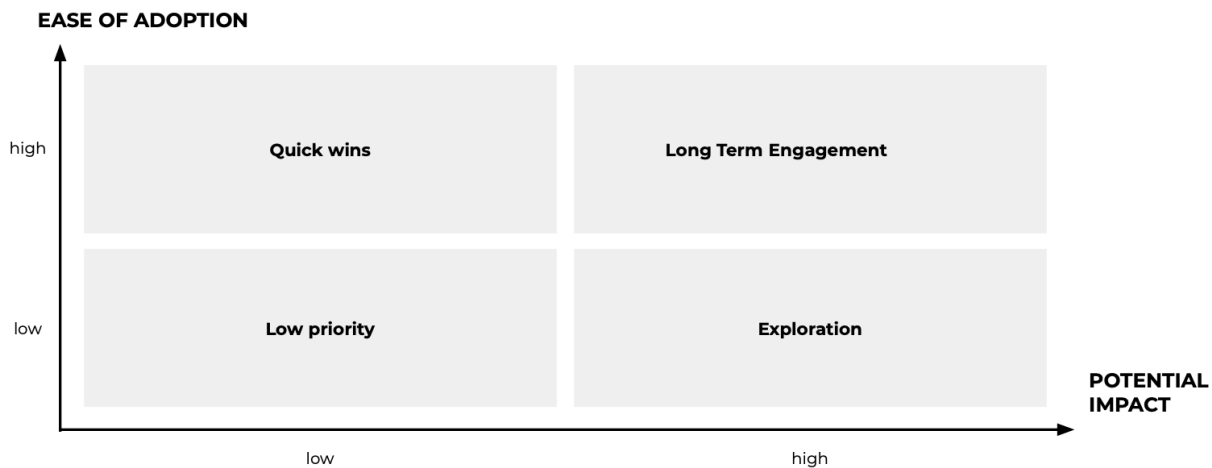 EASE OF ADOPTION
high
Quick wins
Long Term Engagement
low
Low priority
Exploration
POTENTIAL
IMPACT
low
high